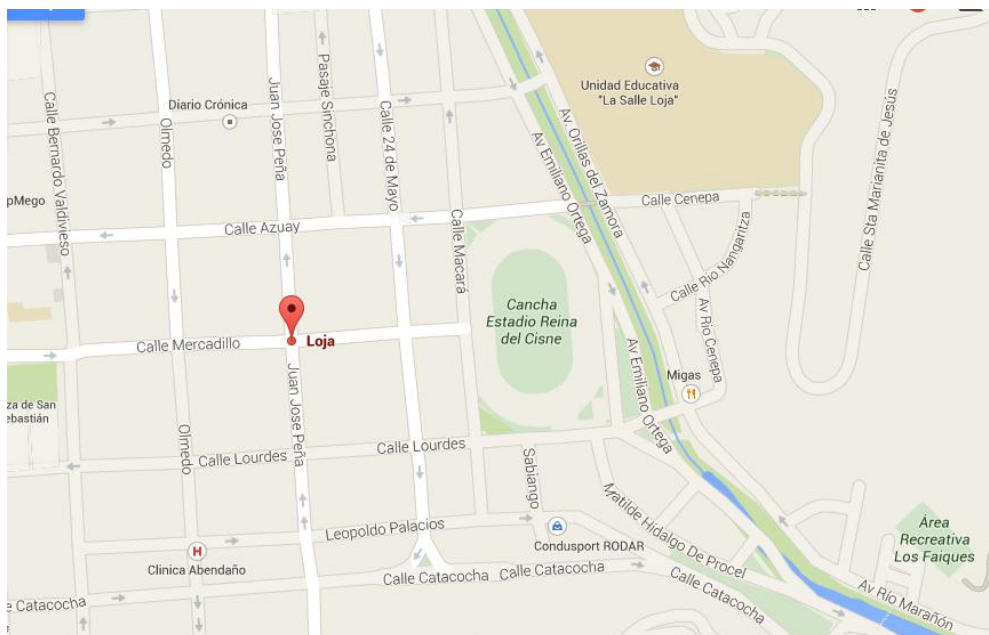 Unidad Educativa
"La Salle Loja"
Diario Crónica
Pasaje Sinchona
Juan Jose Peña
Calle 24 de Mayo
Olmedo
Calle Bernardo Valdivieso
Av. Orillas del Zamora
Av Emiliano Ortega
Calle Sta Marianita de Jesús
pMego
Calle Cenepa
Calle Azuay
Calle Macará
Calle Rio Nangaritza
Av Rio Cenepa
Cancha
Estadio Reina
del Cisne
Loja
Calle Mercadillo
Juan Jose Peña
Av Emiliano Ortega
Migas
za de San
ebastián
Olmedo
Calle Lourdes
Calle Lourdes
Sabiango
Matilde Hidalgo De Procel
Leopoldo Palacios
Condusport RODAR
H
Clinica Abendaño
Área
Recreativa
Los Faiques
Calle Catacocha
Calle Catacocha
Calle Catacocha
e Catacocha
Av Río Marañón